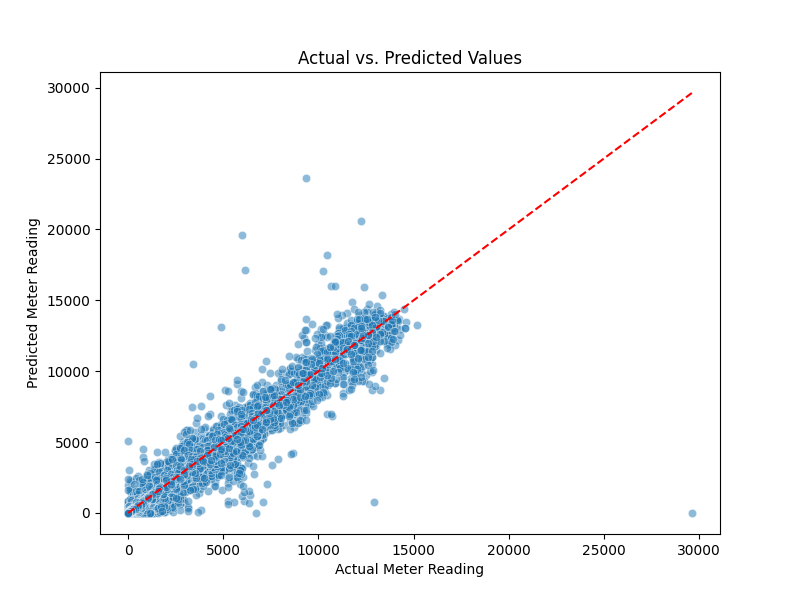 Actual vs. Predicted Values
30000
25000
20000
15000
10000
5000
0
Predicted Meter Reading
0 5000 10000 15000 20000 25000 30000
Actual Meter Reading